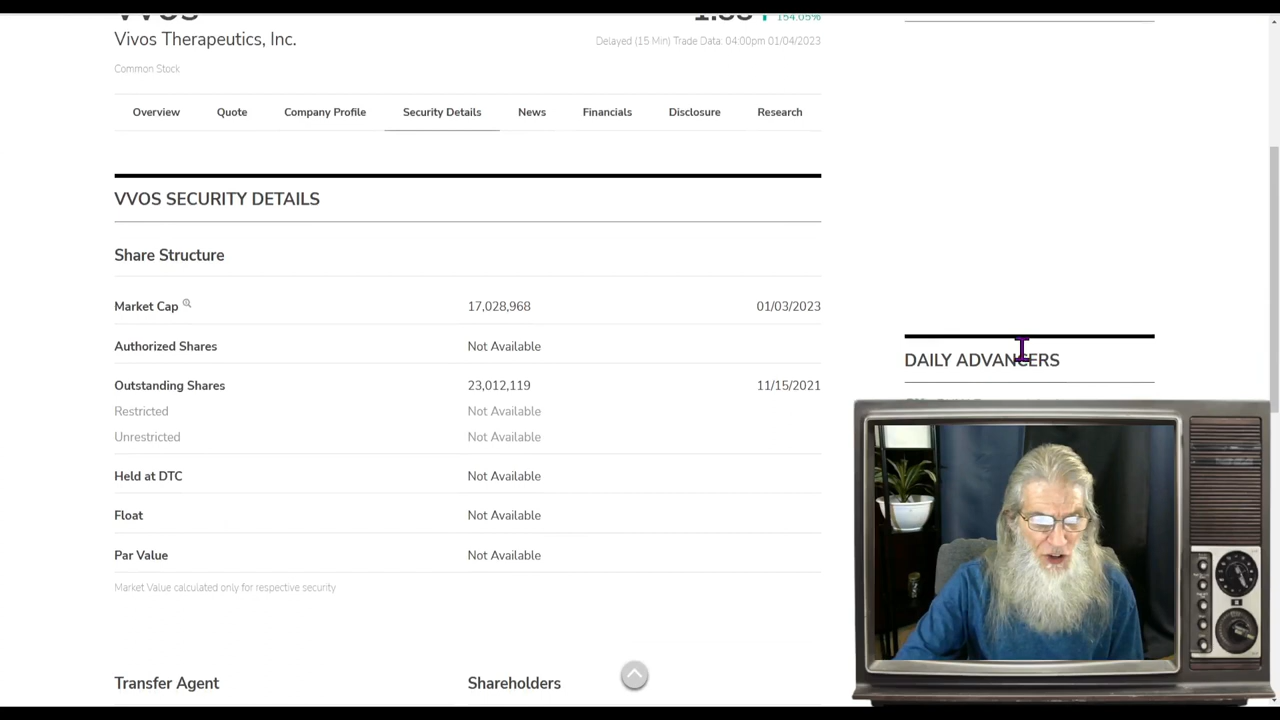 VVOS
154.05%
Vivos Therapeutics, Inc.
Delayed (15 Min) Trade Data: 04:00pm 01/04/2023
Common Stock
Overview Quote Company Profile Security Details News Financials Disclosure Research
VVOS SECURITY DETAILS
Share Structure
Market Cap 17,028,968 01/03/2023
Authorized Shares Not Available
Outstanding Shares 23,012,119 11/15/2021
Restricted Not Available
Unrestricted Not Available
Held at DTC Not Available
Float Not Available
Par Value Not Available
Market Value calculated only for respective security
Transfer Agent Shareholders
DAILY ADVANCERS